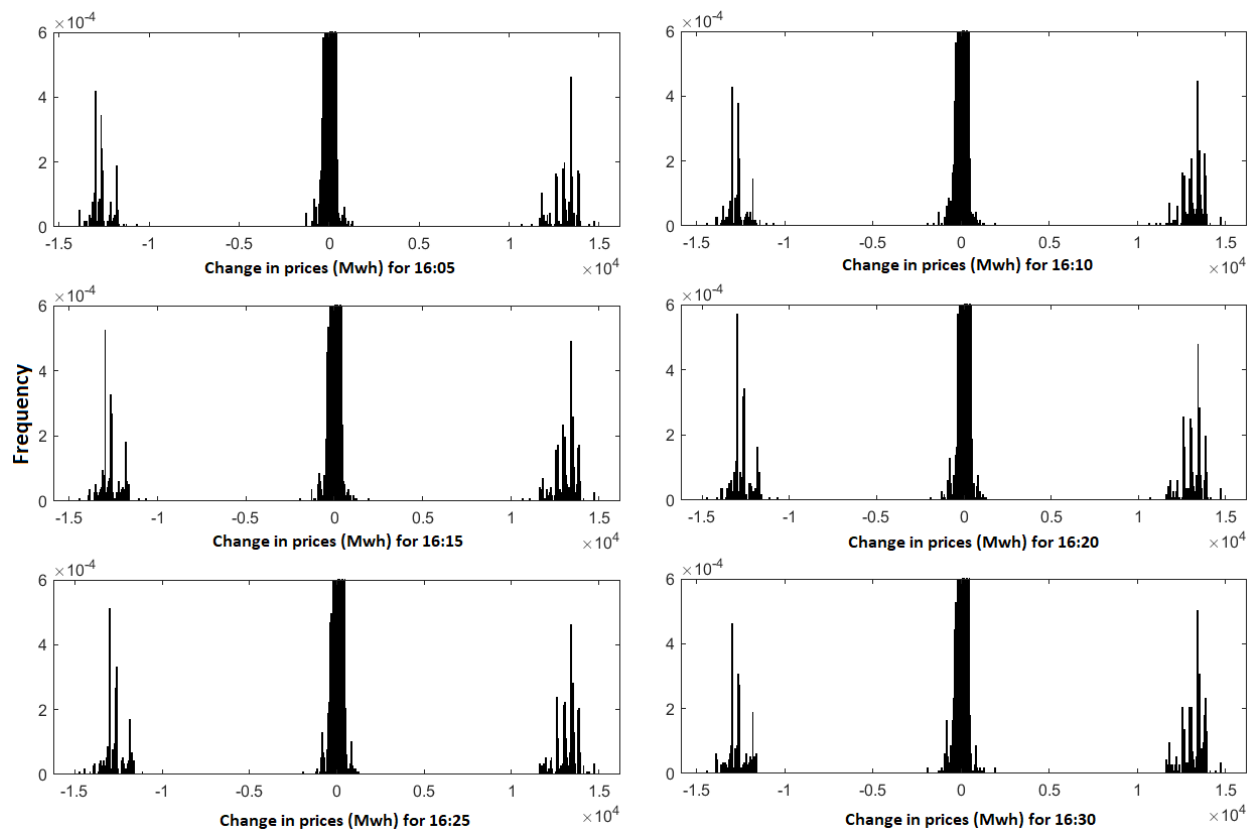 ×10⁻⁴ ×10⁻⁴
6 6
4 4
2 2
0 0
-1.5 -1 -0.5 0 0.5 1 1.5 -1.5 -1 -0.5 0 0.5 1 1.5
Change in prices (Mwh) for 16:05 ×10⁴ Change in prices (Mwh) for 16:10 ×10⁴
×10⁻⁴ ×10⁻⁴
6 6
4 4
Frequency
2 2
0 0
-1.5 -1 -0.5 0 0.5 1 1.5 -1.5 -1 -0.5 0 0.5 1 1.5
Change in prices (Mwh) for 16:15 ×10⁴ Change in prices (Mwh) for 16:20 ×10⁴
×10⁻⁴ ×10⁻⁴
6 6
4 4
2 2
0 0
-1.5 -1 -0.5 0 0.5 1 1.5 -1.5 -1 -0.5 0 0.5 1 1.5
Change in prices (Mwh) for 16:25 ×10⁴ Change in prices (Mwh) for 16:30 ×10⁴